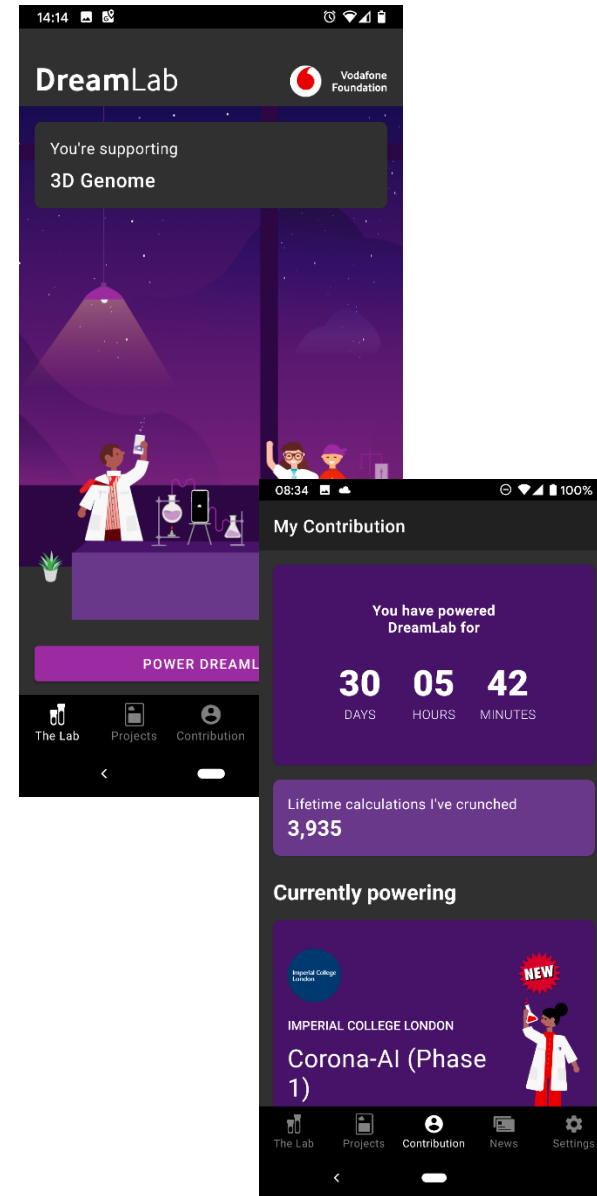 14:14
DreamLab
Vodafone
Foundation
You're supporting
3D Genome
POWER DREAML
The Lab
Projects
Contribution
08:34
100%
My Contribution
You have powered
DreamLab for
30 05 42
DAYS HOURS MINUTES
Lifetime calculations I've crunched
3,935
Currently powering
Imperial College
London
NEW
IMPERIAL COLLEGE LONDON
Corona-AI (Phase
1)
The Lab
Projects
Contribution
News
Settings